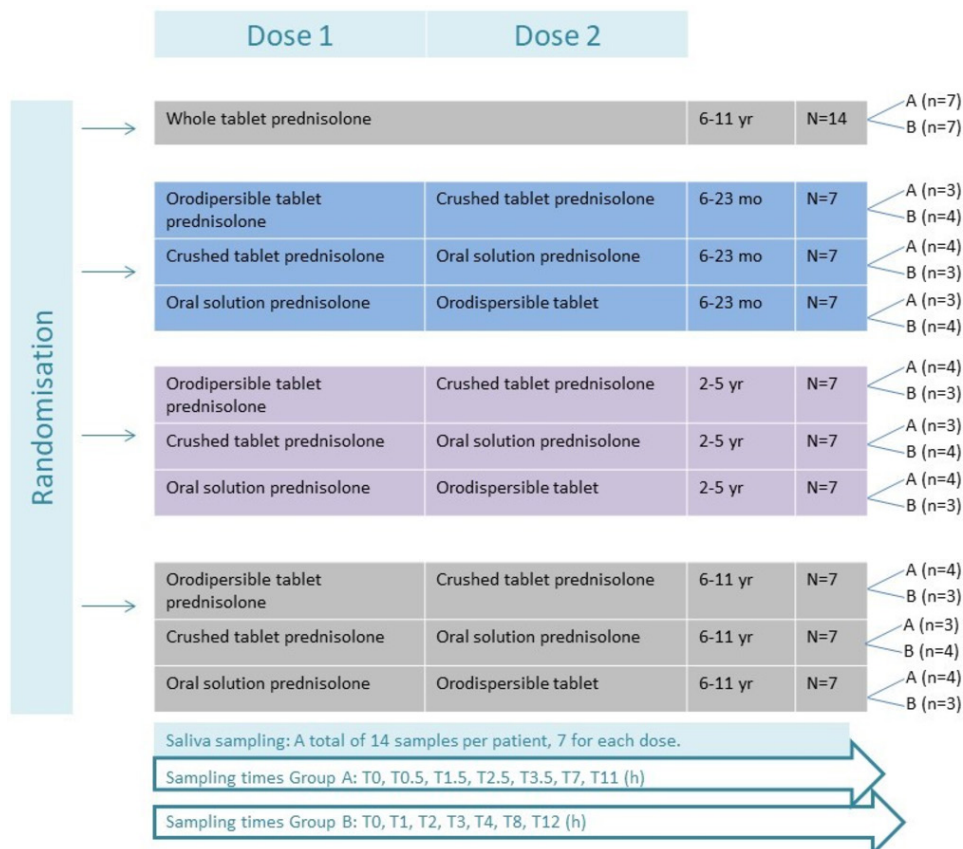 Dose 1 Dose 2
Randomisation
Whole tablet prednisolone 6-11 yr N=14 A (n=7)
B (n=7)
Orodipersible tablet Crushed tablet prednisolone 6-23 mo N=7 A (n=3)
prednisolone B (n=4)
Crushed tablet prednisolone Oral solution prednisolone 6-23 mo N=7 A (n=4)
B (n=3)
Oral solution prednisolone Orodispersible tablet 6-23 mo N=7 A (n=3)
B (n=4)
Orodipersible tablet Crushed tablet prednisolone 2-5 yr N=7 A (n=4)
prednisolone B (n=3)
Crushed tablet prednisolone Oral solution prednisolone 2-5 yr N=7 A (n=3)
B (n=4)
Oral solution prednisolone Orodispersible tablet 2-5 yr N=7 A (n=4)
B (n=3)
Orodipersible tablet Crushed tablet prednisolone 6-11 yr N=7 A (n=4)
prednisolone B (n=3)
Crushed tablet prednisolone Oral solution prednisolone 6-11 yr N=7 A (n=3)
B (n=4)
Oral solution prednisolone Orodispersible tablet 6-11 yr N=7 A (n=4)
B (n=3)
Saliva sampling: A total of 14 samples per patient, 7 for each dose.
Sampling times Group A: T0, T0.5, T1.5, T2.5, T3.5, T7, T11 (h)
Sampling times Group B: T0, T1, T2, T3, T4, T8, T12 (h)